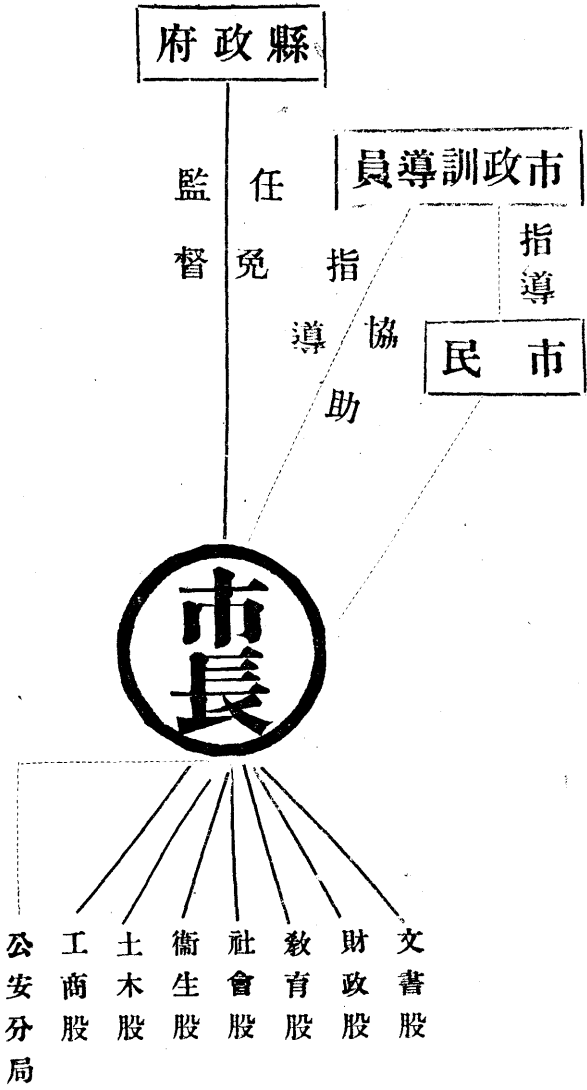 縣政府
任免
監督
市政訓導員
指導
協助
指導
市民
市長
文書股
財政股
教育股
社會股
衞生股
土木股
工商股
公安分局